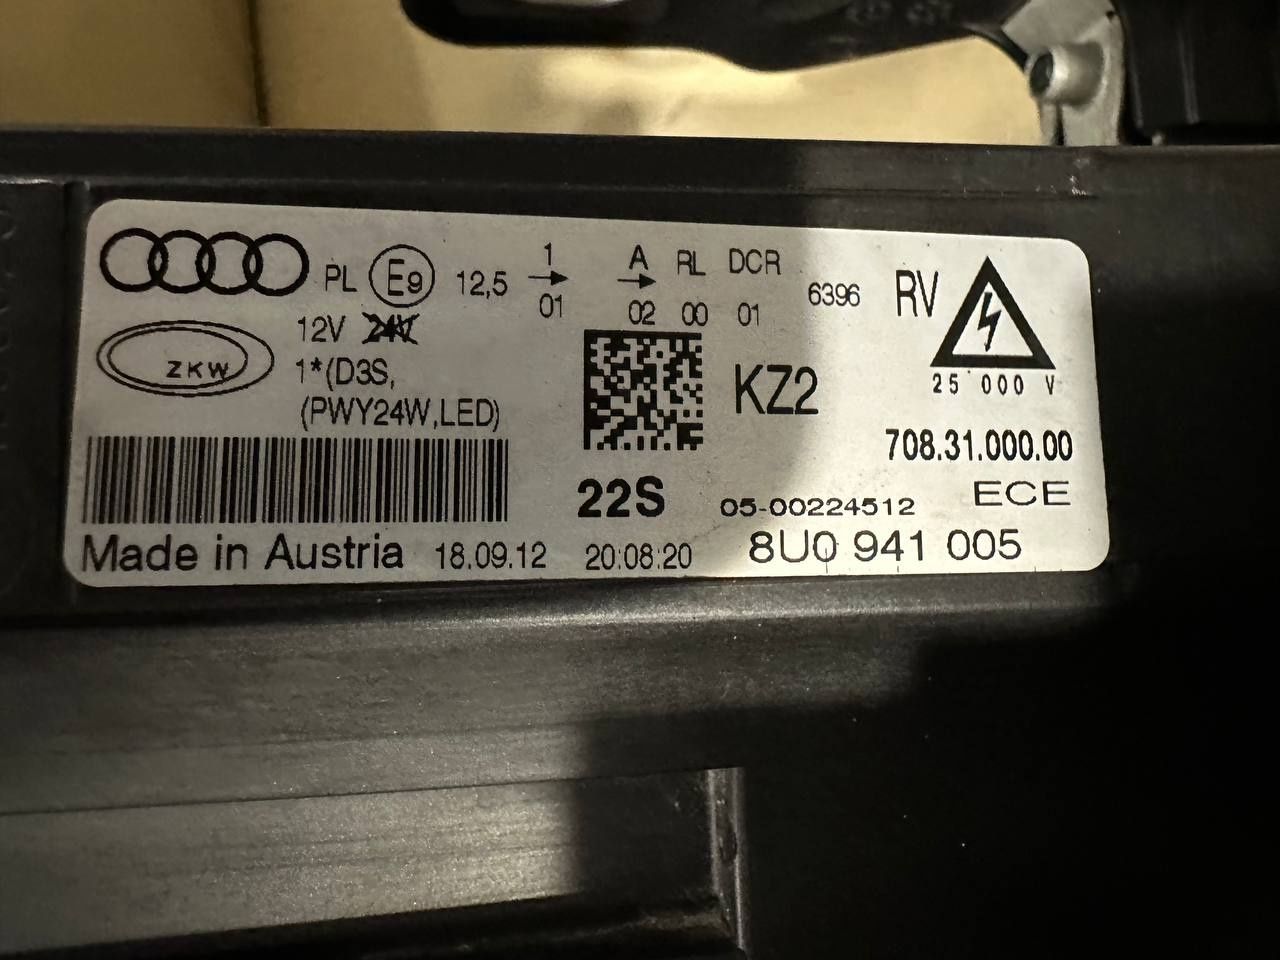 PL E9 12,5 1 A RL DCR 6396 RV
01 02 00 01
12V 24V
ZKW
1*(D3S,
(PWY24W,LED)
KZ2
25 000 V
708.31.000.00
22S 05-00224512 ECE
Made in Austria 18.09.12 20:08:20 8U0 941 005